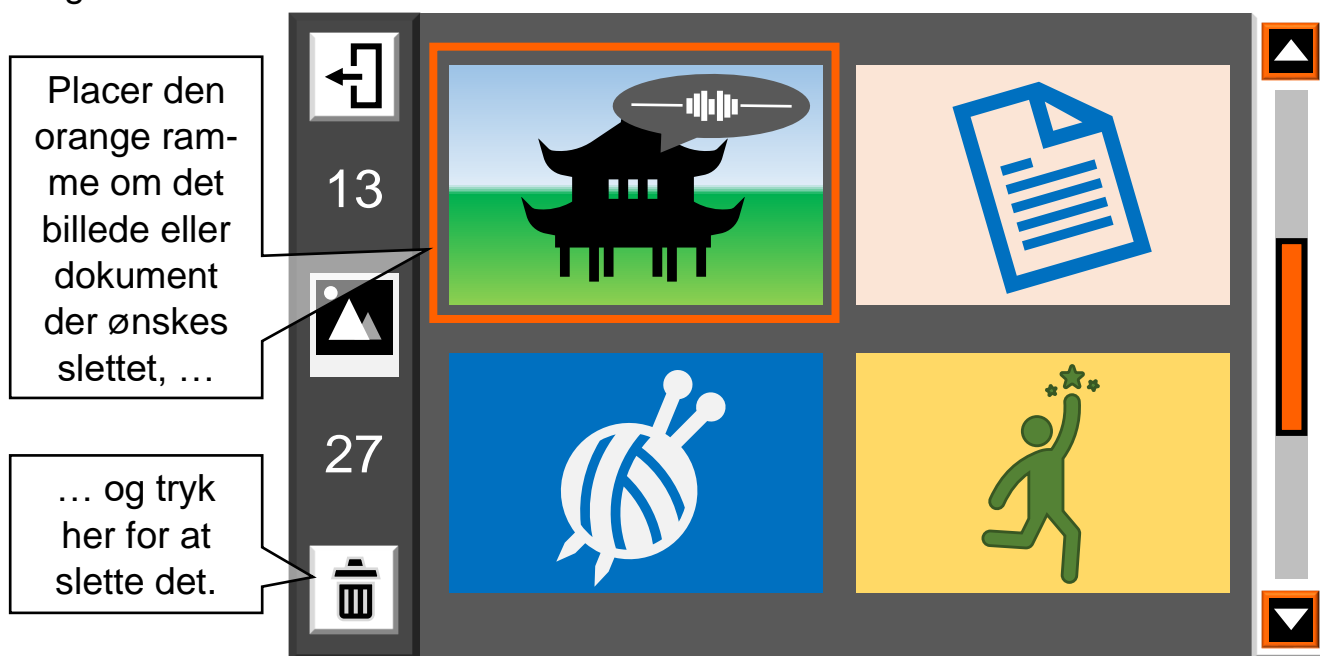 Placer den
orange ram-
me om det
billede eller
dokument
der ønskes
slettet, …
13
27
… og tryk
her for at
slette det.